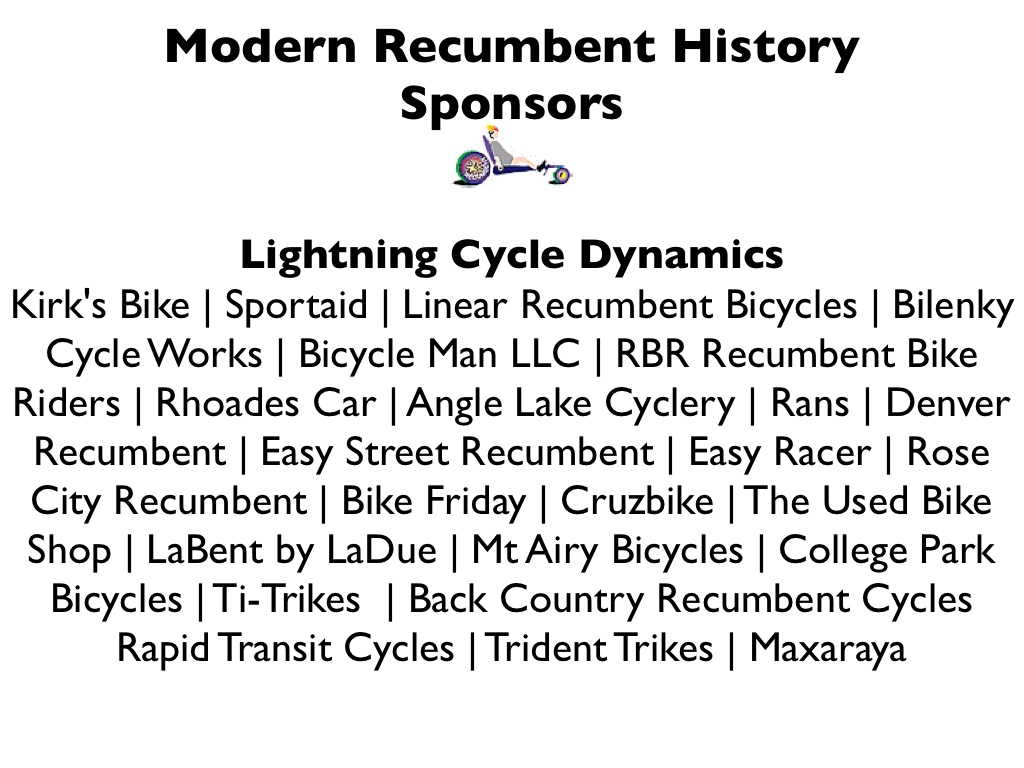 Modern Recumbent History
Sponsors
Lightning Cycle Dynamics
Kirk's Bike | Sportaid | Linear Recumbent Bicycles | Bilenky
Cycle Works | Bicycle Man LLC | RBR Recumbent Bike
Riders | Rhoades Car | Angle Lake Cyclery | Rans | Denver
Recumbent | Easy Street Recumbent | Easy Racer | Rose
City Recumbent | Bike Friday | Cruzbike | The Used Bike
Shop | LaBent by LaDue | Mt Airy Bicycles | College Park
Bicycles | Ti-Trikes | Back Country Recumbent Cycles
Rapid Transit Cycles | Trident Trikes | Maxaraya